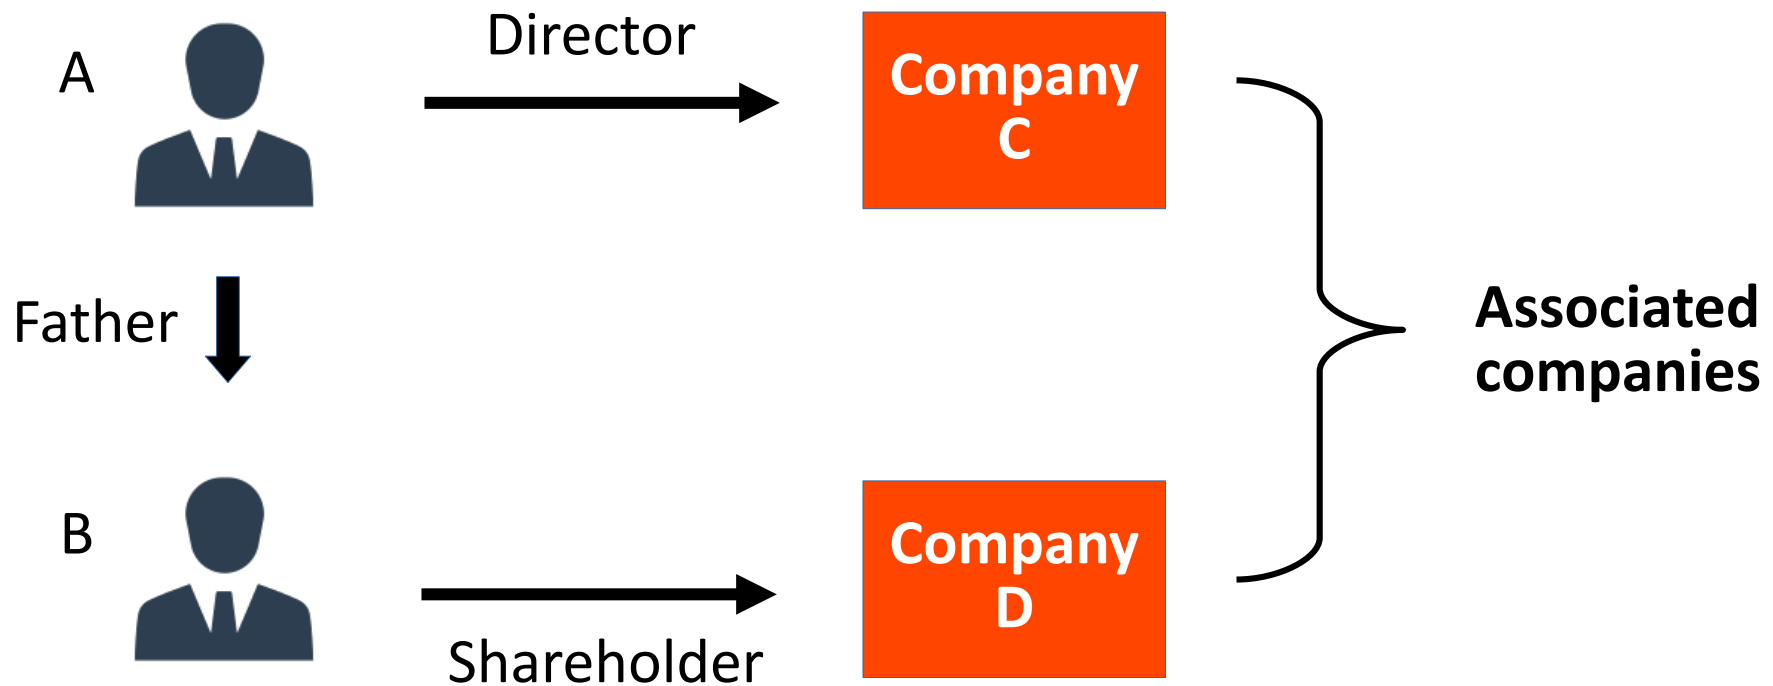 Director
A
Company
C
Father
Associated
companies
B
Company
D
Shareholder